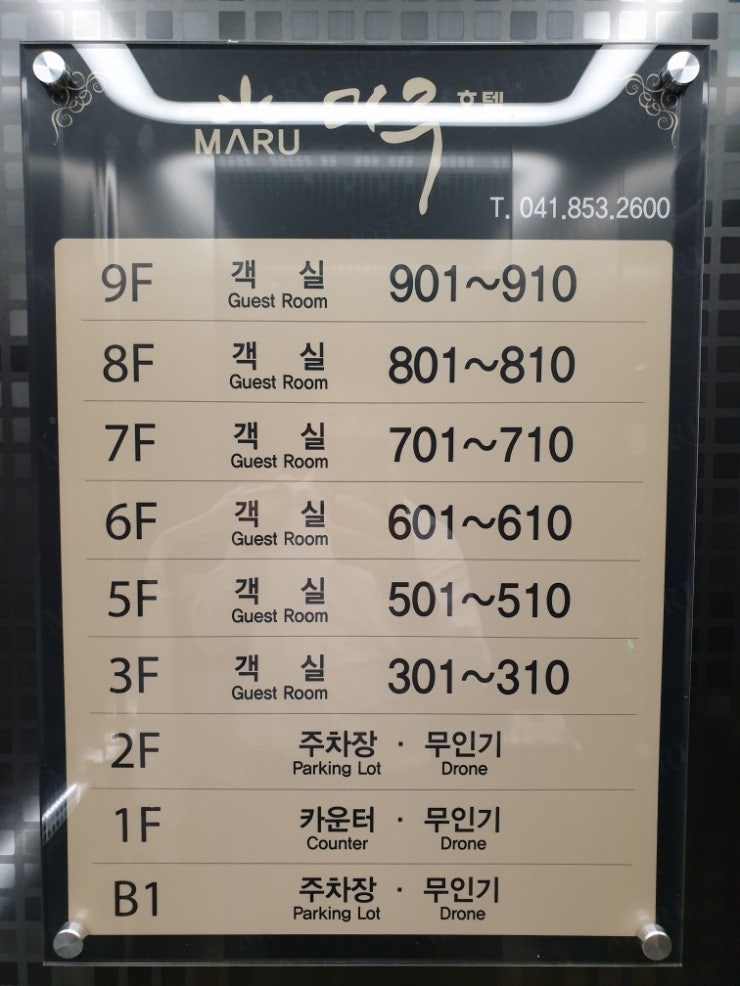 마루 호텔
MARU
T. 041.853.2600
9F 객 실 901~910
Guest Room
8F 객 실 801~810
Guest Room
7F 객 실 701~710
Guest Room
6F 객 실 601~610
Guest Room
5F 객 실 501~510
Guest Room
3F 객 실 301~310
Guest Room
2F 주차장 · 무인기
Parking Lot Drone
1F 카운터 · 무인기
Counter Drone
B1 주차장 · 무인기
Parking Lot Drone